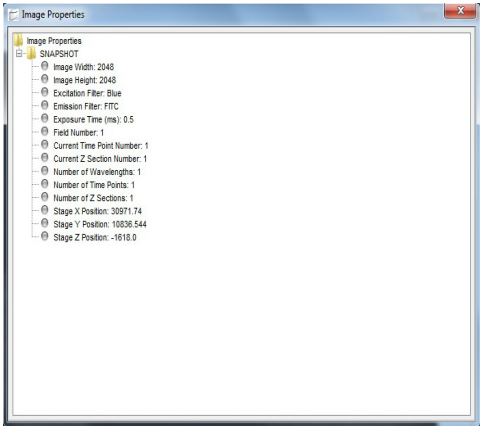 Image Properties
Image Properties
SNAPSHOT
Image Width: 2048
Image Height: 2048
Excitation Filter: Blue
Emission Filter: FITC
Exposure Time (ms): 0.5
Field Number: 1
Current Time Point Number: 1
Current Z Section Number: 1
Number of Wavelengths: 1
Number of Time Points: 1
Number of Z Sections: 1
Stage X Position: 30971.74
Stage Y Position: 10836.544
Stage Z Position: -1618.0